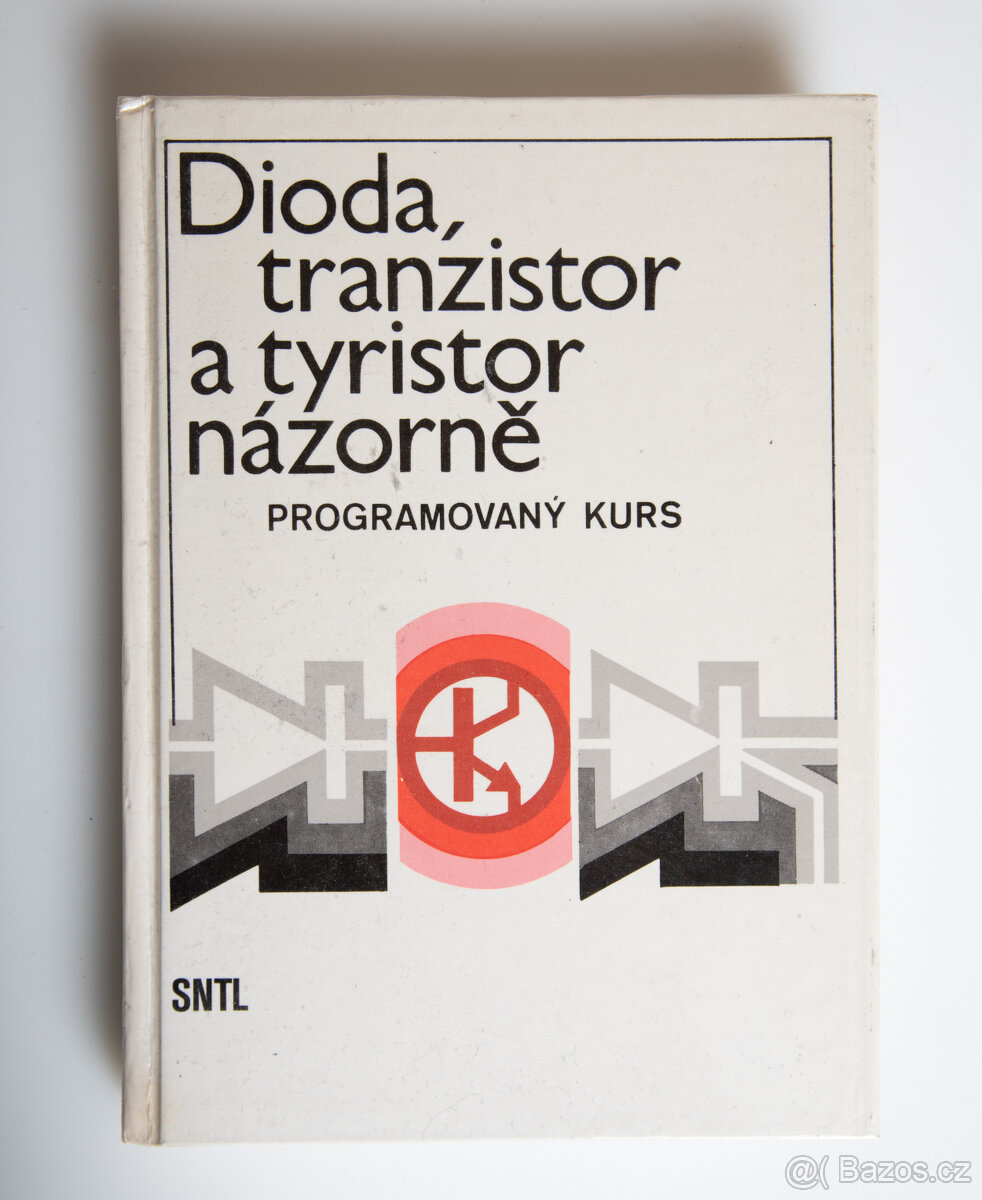 Dioda,
tranzistor
a tyristor
názorně
PROGRAMOVANÝ KURS
SNTL
@( Bazos.cz